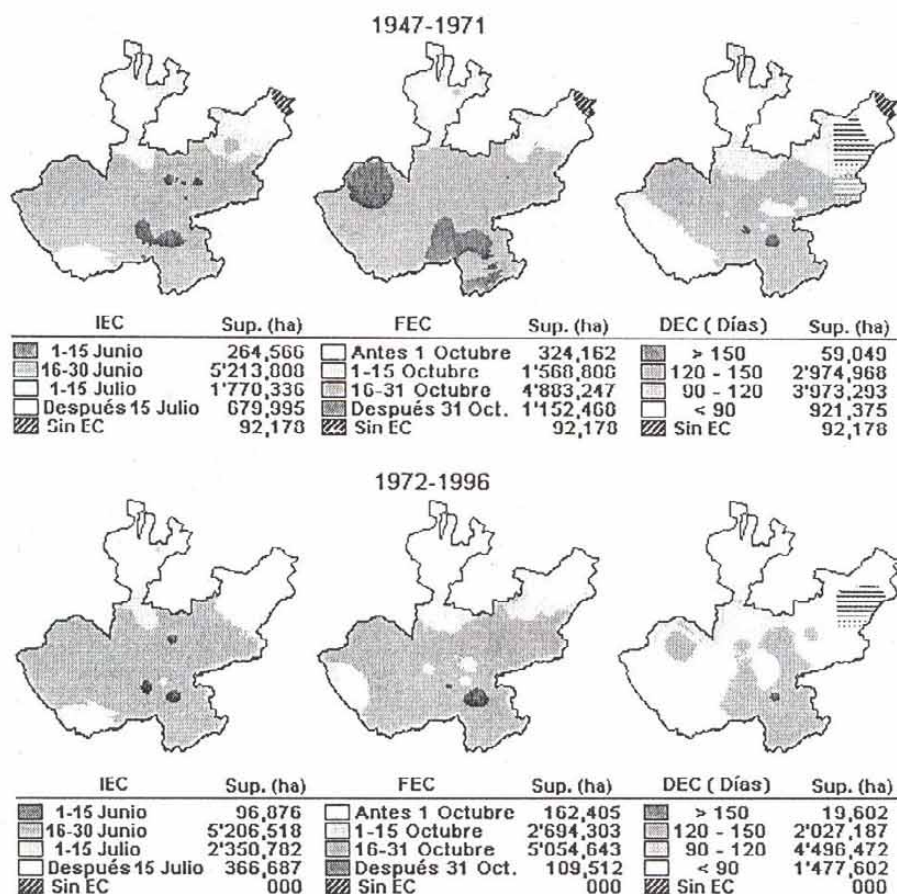 1947-1971
IEC Sup. (ha) FEC Sup. (ha) DEC ( Días) Sup. (ha)
1-15 Junio 264,566 Antes 1 Octubre 324,162 > 150 59,049
16-30 Junio 5'213,808 1-15 Octubre 1'568,808 120 - 150 2'974,968
1-15 Julio 1'770,336 16-31 Octubre 4'883,247 90 - 120 3'973,293
Después 15 Julio 679,995 Después 31 Oct. 1'152,468 < 90 921,375
Sin EC 92,178 Sin EC 92,178 Sin EC 92,178
1972-1996
IEC Sup. (ha) FEC Sup. (ha) DEC ( Días) Sup. (ha)
1-15 Junio 96,876 Antes 1 Octubre 162,405 > 150 19,602
16-30 Junio 5'206,518 1-15 Octubre 2'694,303 120 - 150 2'027,187
1-15 Julio 2'350,782 16-31 Octubre 5'054,643 90 - 120 4'496,472
Después 15 Julio 366,687 Después 31 Oct. 109,512 < 90 1'477,602
Sin EC 000 Sin EC 000 Sin EC 000